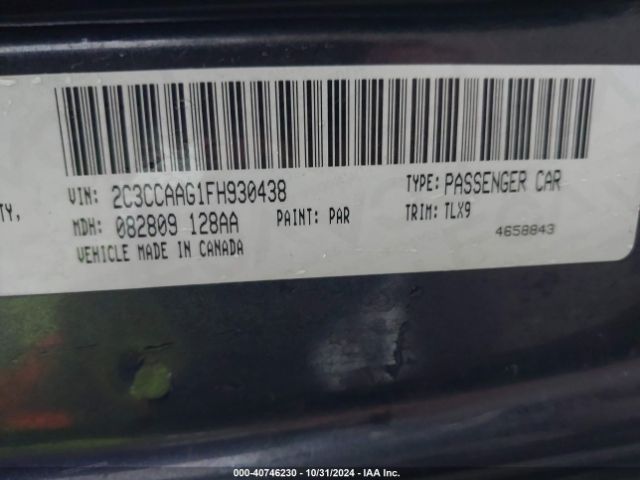 VIN: 2C3CCAAG1FH930438
TYPE: PASSENGER CAR
TY,
MDH: 082809 128AA
PAINT: PAR
TRIM: TLX9
VEHICLE MADE IN CANADA
4658843
000-40746230 - 10/31/2024 - IAA Inc.